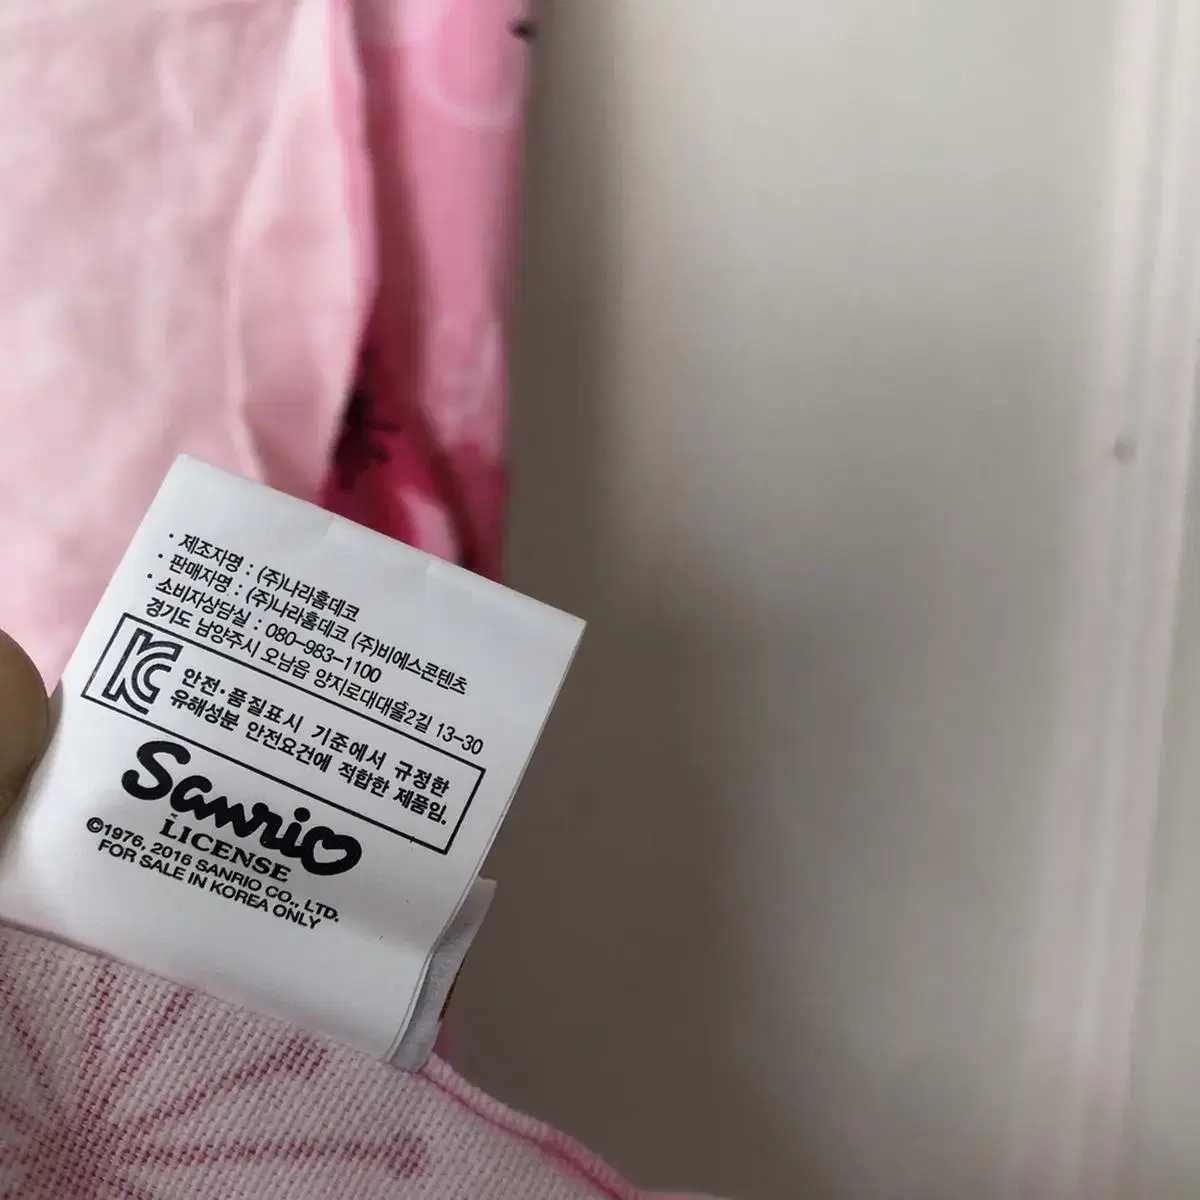 · 제조자명 : (주)나라홈데코
· 판매자명 : (주)나라홈데코 (주)비에스콘텐츠
· 소비자상담실 : 080-983-1100
경기도 남양주시 오남읍 양지로대대울2길 13-30
안전·품질표시 기준에서 규정한
유해성분 안전요건에 적합한 제품임.
Sanrio
LICENSE
©1976, 2016 SANRIO CO., LTD.
FOR SALE IN KOREA ONLY